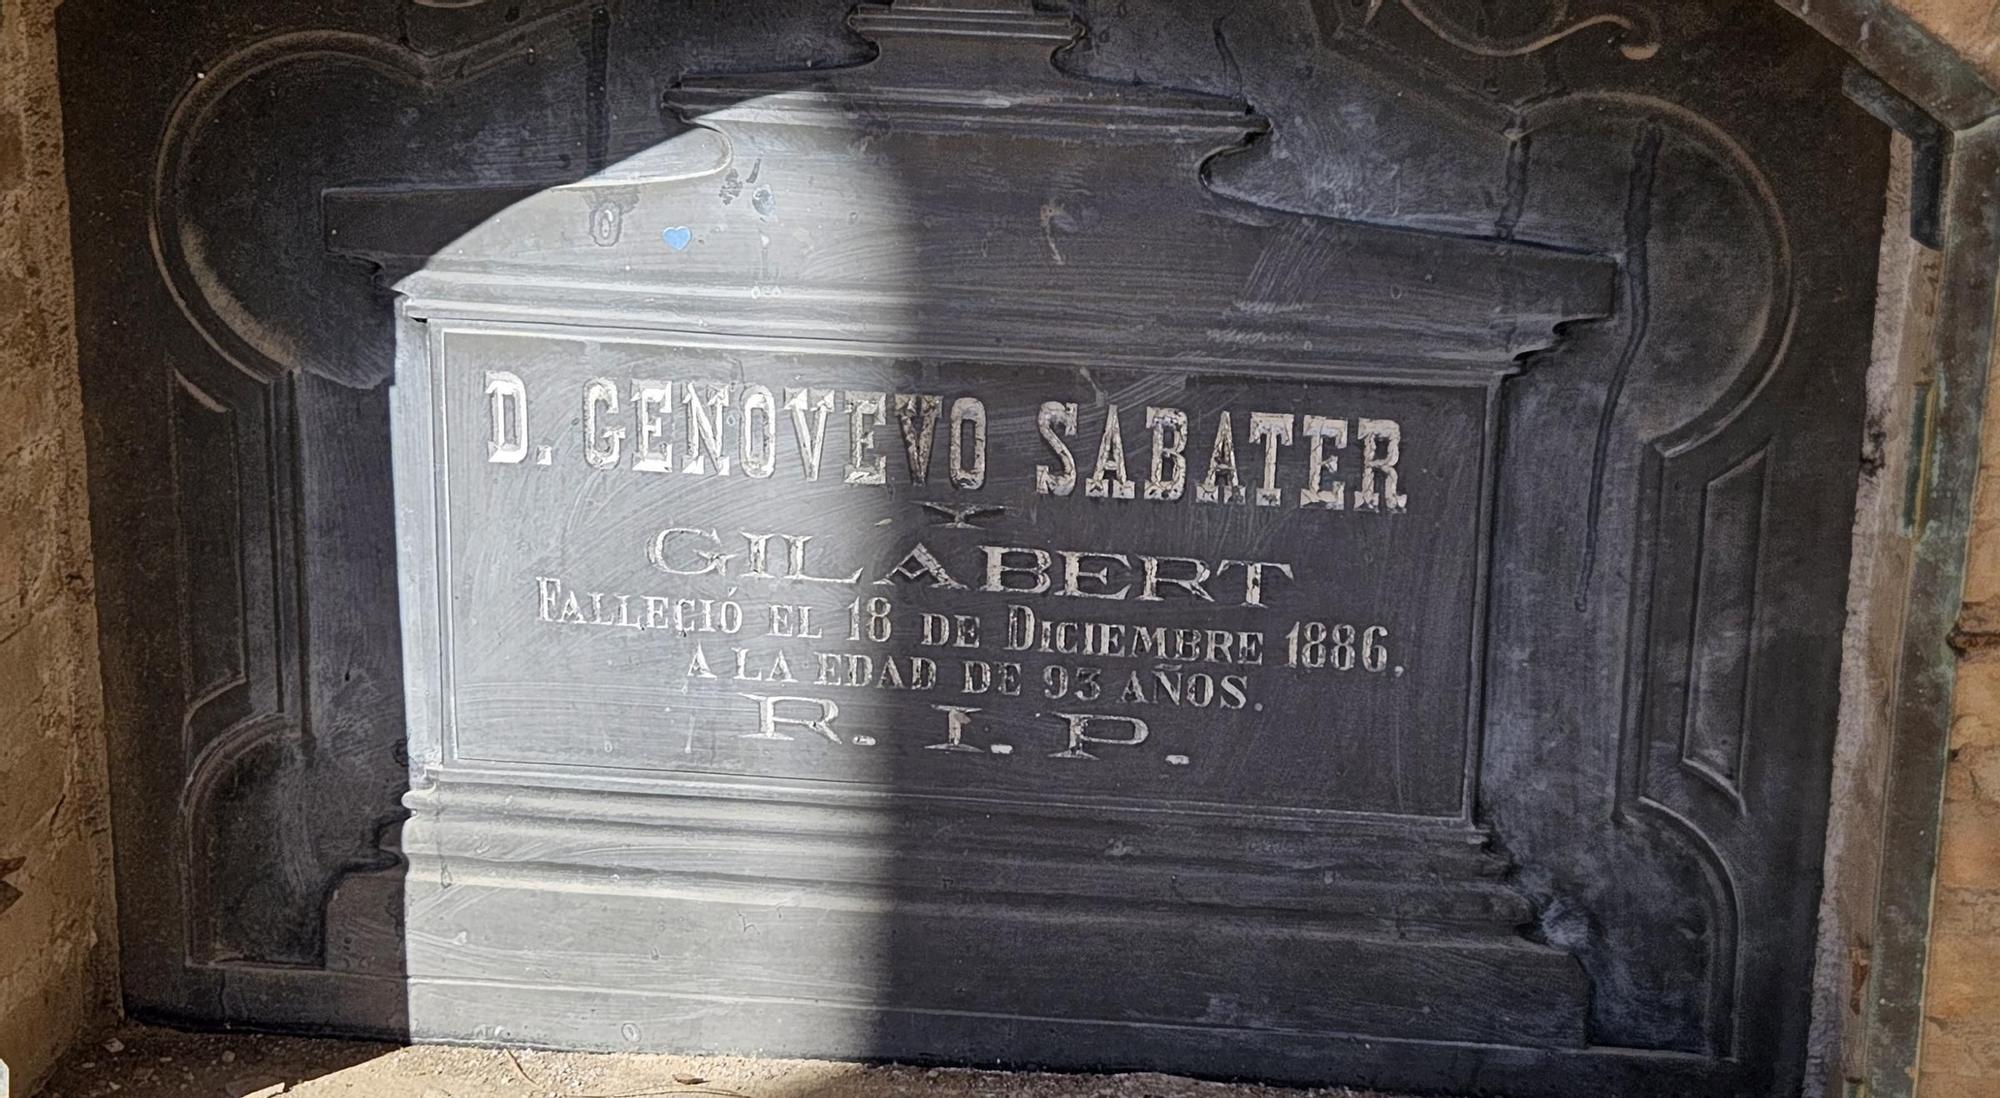 D. GENOVEVO SABATER
Y
GILABERT
FALLECIÓ EL 18 DE DICIEMBRE 1886,
A LA EDAD DE 93 AÑOS.
R. I. P.